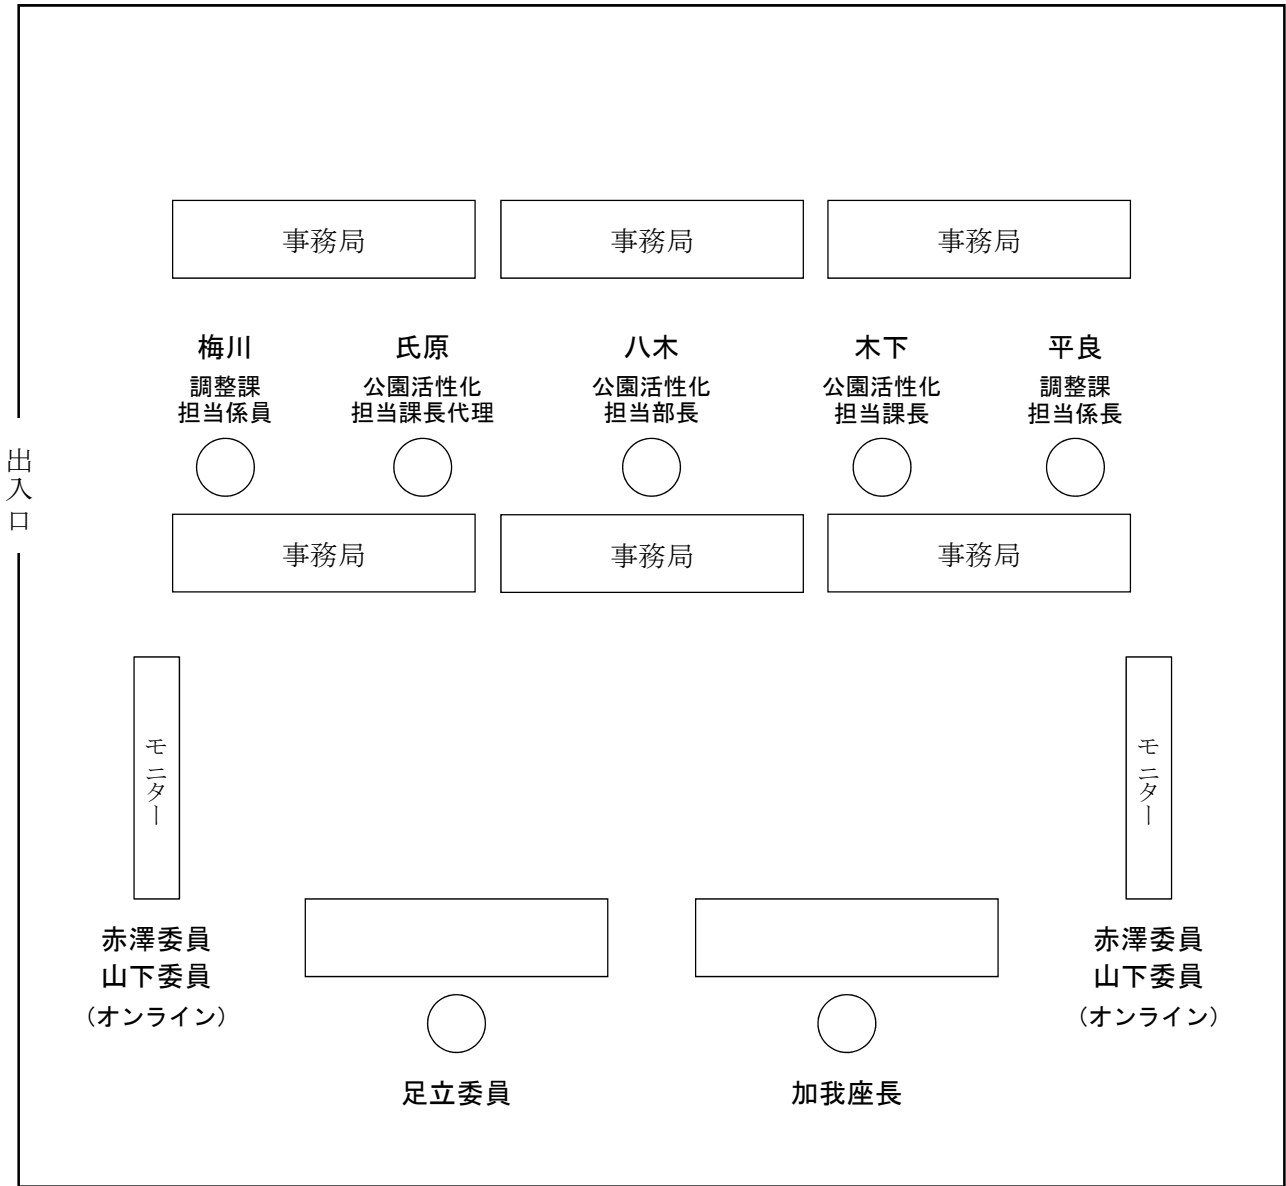 事務局
事務局
事務局
梅川
調整課
担当係員
氏原
公園活性化
担当課長代理
八木
公園活性化
担当部長
木下
公園活性化
担当課長
平良
調整課
担当係長
出入口
事務局
事務局
事務局
モニター
モニター
赤澤委員
山下委員
（オンライン）
赤澤委員
山下委員
（オンライン）
足立委員
加我座長